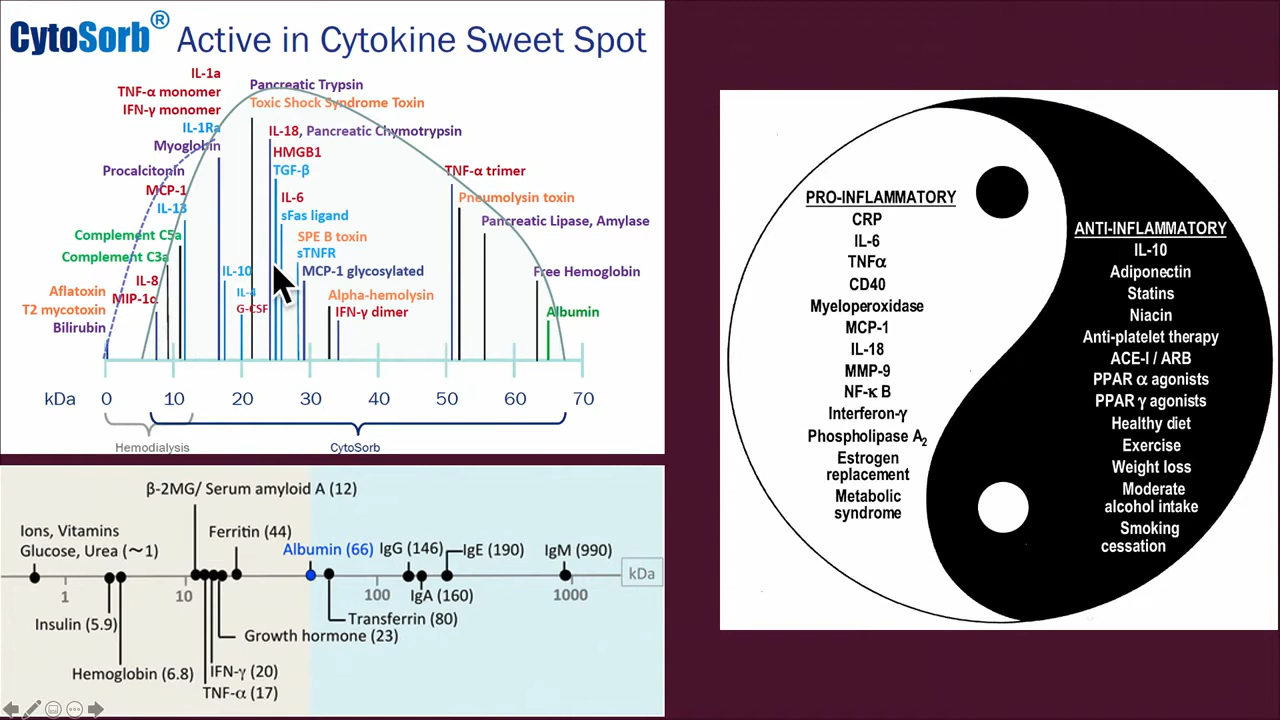 CytoSorb® Active in Cytokine Sweet Spot
IL-1a
TNF-α monomer
IFN-γ monomer
IL-1Ra
Myoglobin
Procalcitonin
MCP-1
IL-13
Complement C5a
Complement C3a
IL-8
MIP-1α
Aflatoxin
T2 mycotoxin
Bilirubin
Pancreatic Trypsin
Toxic Shock Syndrome Toxin
IL-18, Pancreatic Chymotrypsin
HMGB1
TGF-β
IL-6
sFas ligand
SPE B toxin
sTNFR
IL-10
MCP-1 glycosylated
IL-4
G-CSF
Alpha-hemolysin
IFN-γ dimer
TNF-α trimer
Pneumolysin toxin
Pancreatic Lipase, Amylase
Free Hemoglobin
Albumin
kDa 0 10 20 30 40 50 60 70
Hemodialysis
CytoSorb
β-2MG/ Serum amyloid A (12)
Ions, Vitamins
Glucose, Urea (~1)
Ferritin (44)
Albumin (66)
IgG (146)
IgE (190)
IgM (990)
kDa
1 10 100 1000
IgA (160)
Insulin (5.9)
Transferrin (80)
Growth hormone (23)
Hemoglobin (6.8)
IFN-γ (20)
TNF-α (17)
PRO-INFLAMMATORY
CRP
IL-6
TNFα
CD40
Myeloperoxidase
MCP-1
IL-18
MMP-9
NF-κ B
Interferon-γ
Phospholipase A2
Estrogen
replacement
Metabolic
syndrome
ANTI-INFLAMMATORY
IL-10
Adiponectin
Statins
Niacin
Anti-platelet therapy
ACE-I / ARB
PPAR α agonists
PPAR γ agonists
Healthy diet
Exercise
Weight loss
Moderate
alcohol intake
Smoking
cessation